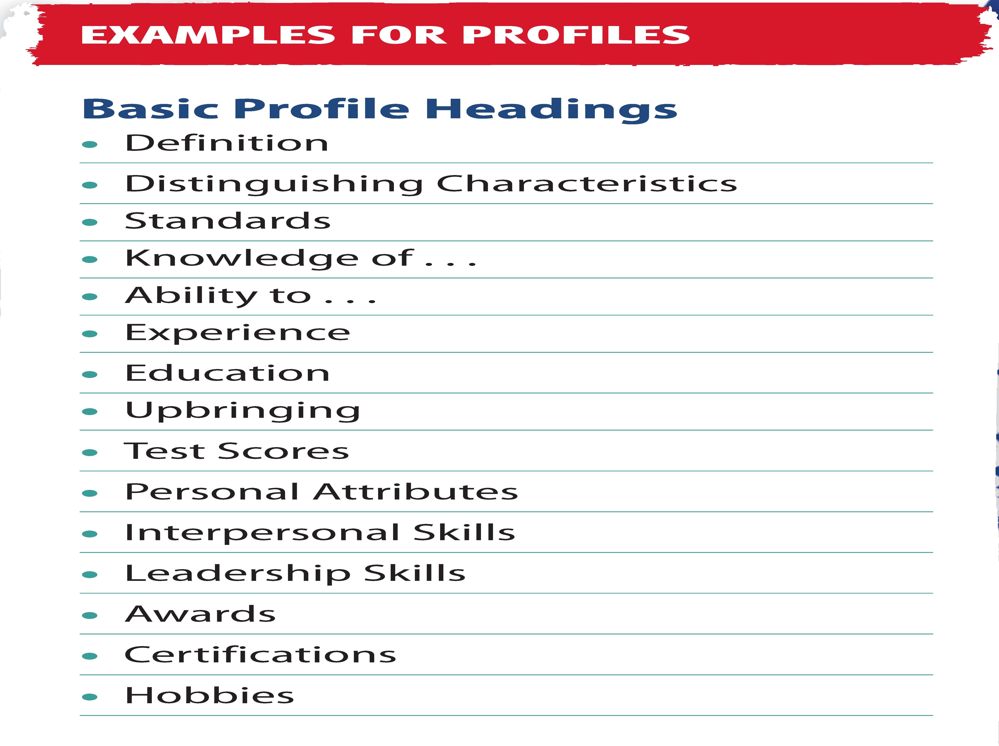 EXAMPLES FOR PROFILES
Basic Profile Headings
• Definition
• Distinguishing Characteristics
• Standards
• Knowledge of . . .
• Ability to . . .
• Experience
• Education
• Upbringing
• Test Scores
• Personal Attributes
• Interpersonal Skills
• Leadership Skills
• Awards
• Certifications
• Hobbies